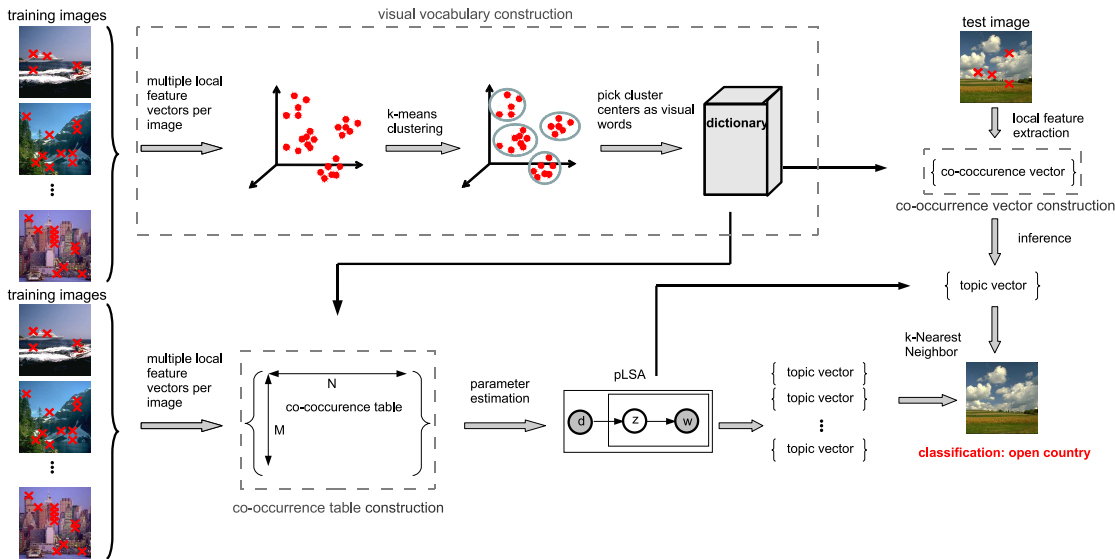 training images
visual vocabulary construction
test image
multiple local
feature
vectors per
image
k-means
clustering
pick cluster
centers as visual
words
dictionary
local feature
extraction
{ co-coccurence vector }
co-occurrence vector construction
inference
{ topic vector }
k-Nearest
Neighbor
training images
multiple local
feature
vectors per
image
N
co-coccurence table
M
co-occurrence table construction
parameter
estimation
pLSA
d
z
w
{ topic vector }
{ topic vector }
{ topic vector }
classification: open country